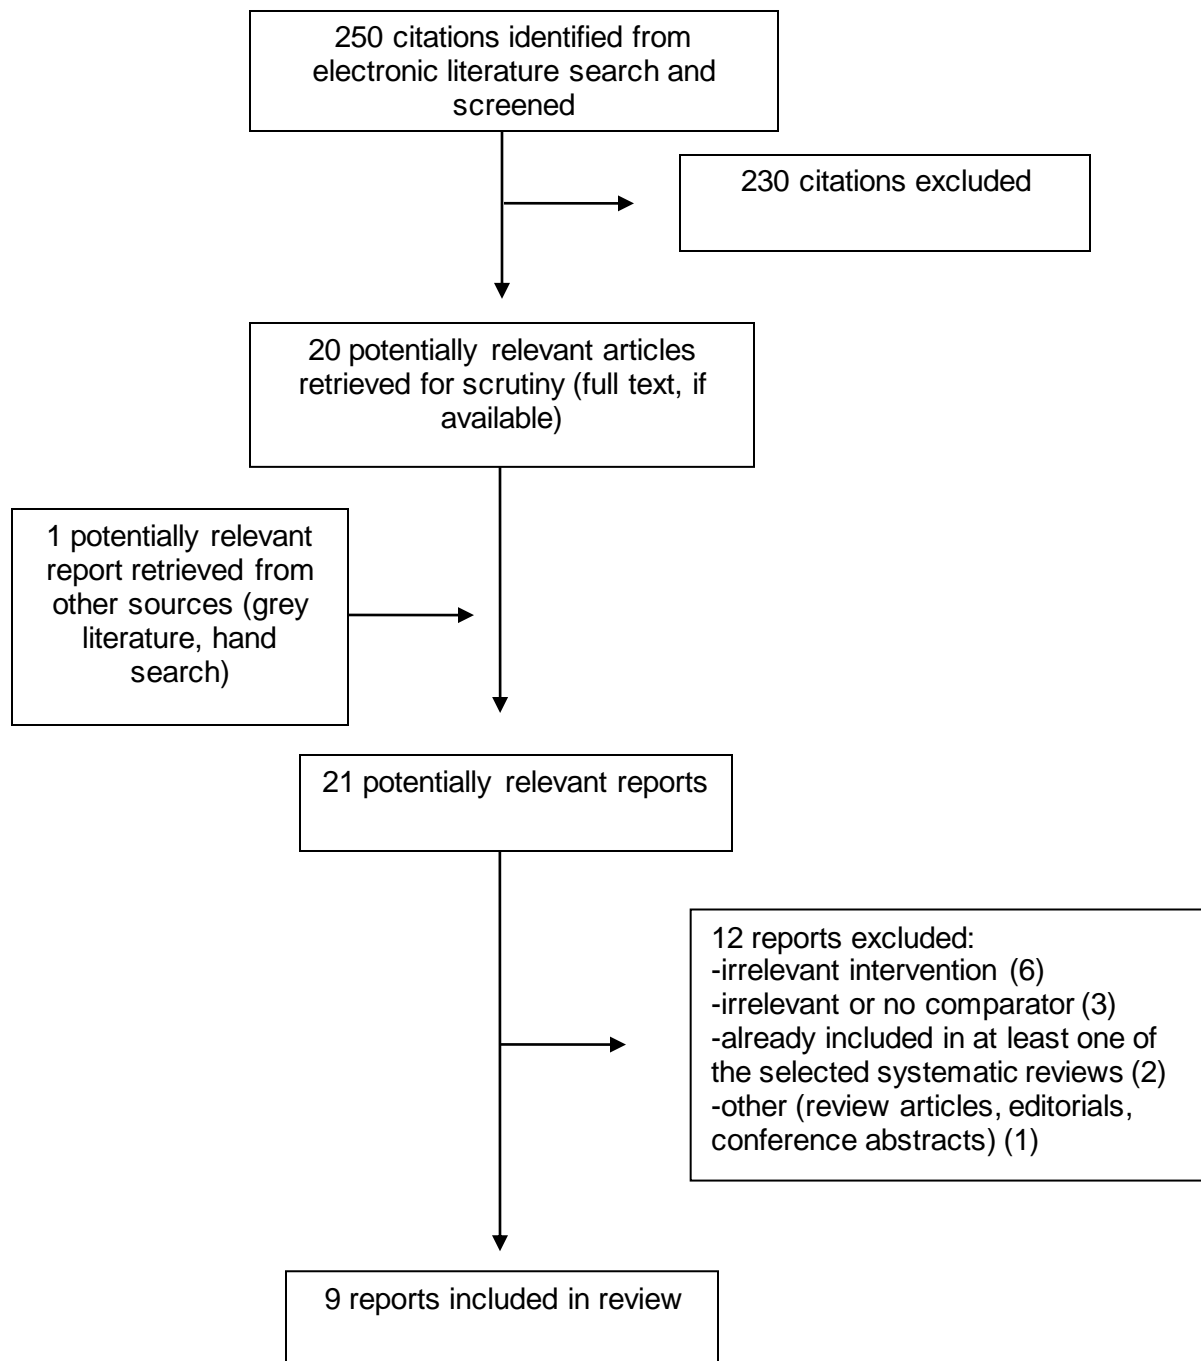 250 citations identified from
electronic literature search and
screened
230 citations excluded
20 potentially relevant articles
retrieved for scrutiny (full text, if
available)
1 potentially relevant
report retrieved from
other sources (grey
literature, hand
search)
21 potentially relevant reports
12 reports excluded:
-irrelevant intervention (6)
-irrelevant or no comparator (3)
-already included in at least one of
the selected systematic reviews (2)
-other (review articles, editorials,
conference abstracts) (1)
9 reports included in review